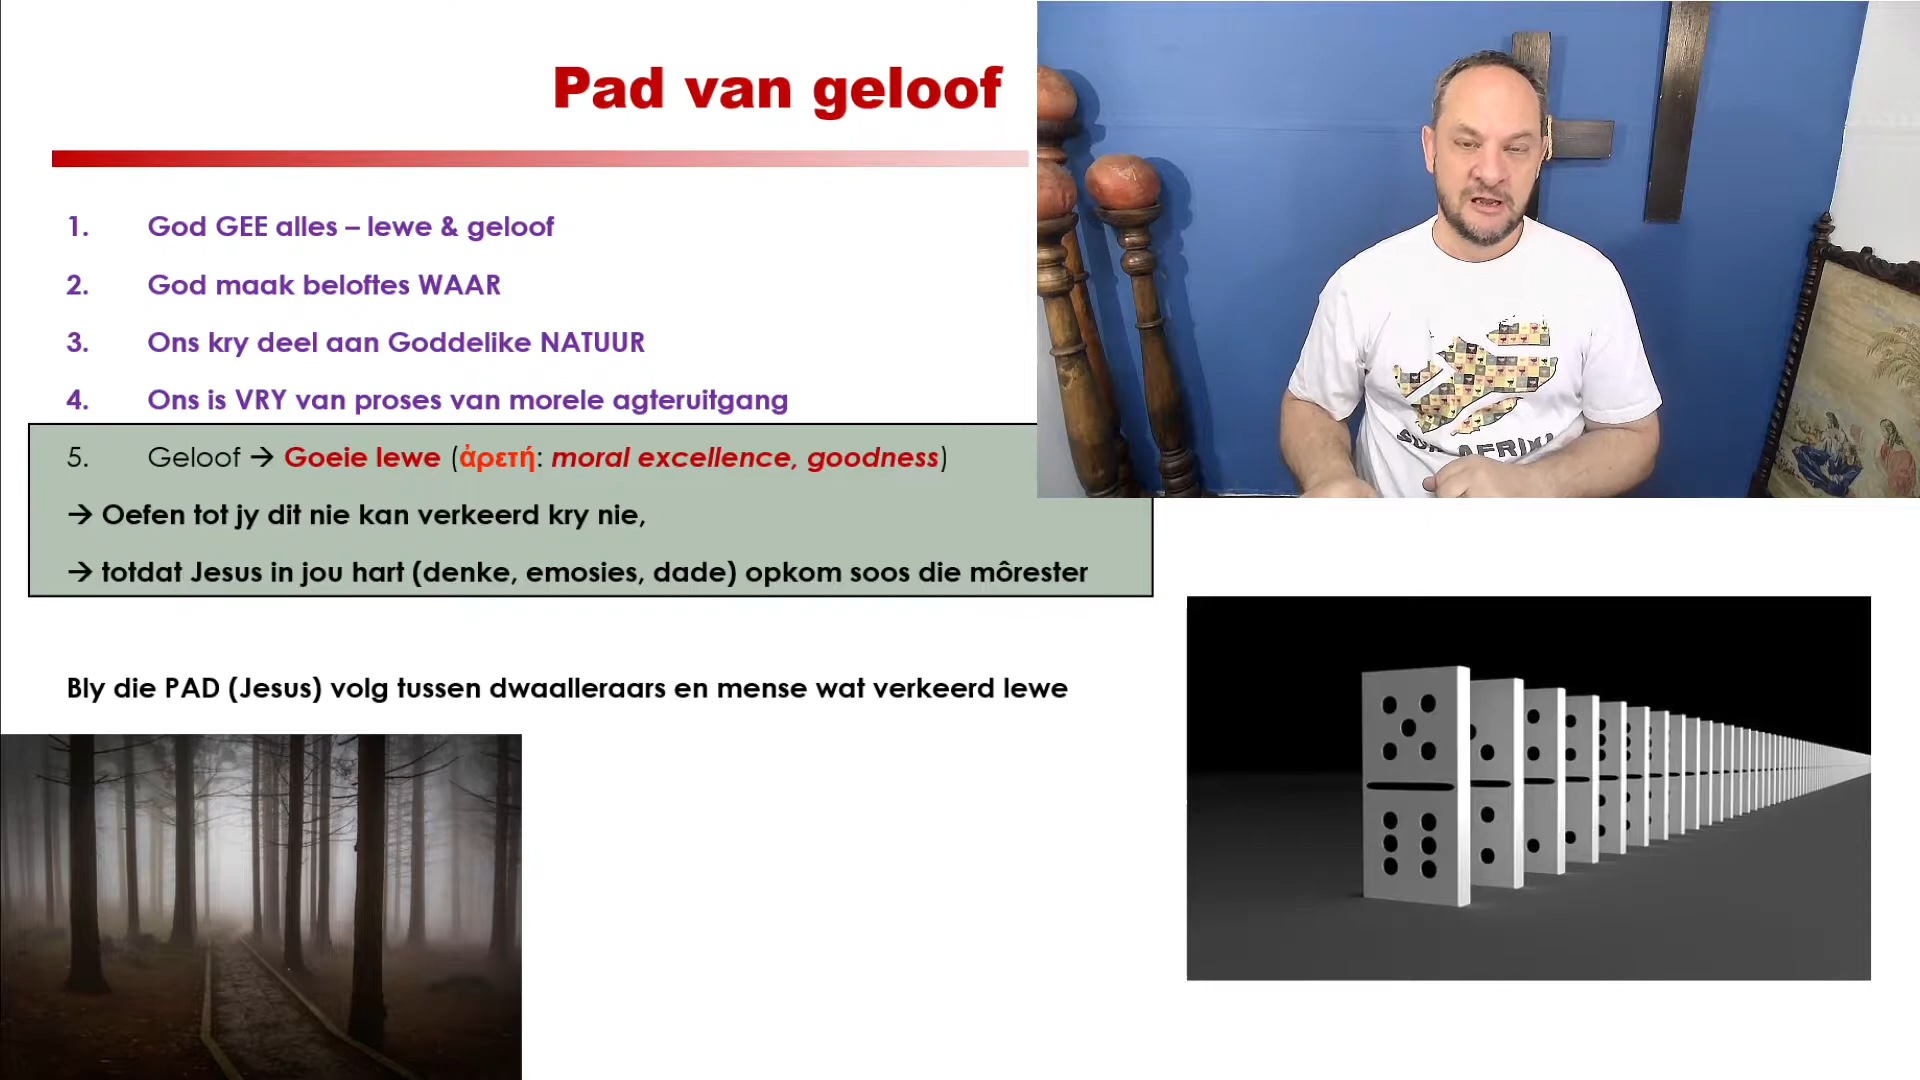 Pad van geloof
1. God GEE alles – lewe & geloof
2. God maak beloftes WAAR
3. Ons kry deel aan Goddelike NATUUR
4. Ons is VRY van proses van morele agteruitgang
5. Geloof → Goeie lewe (ἀρετή: moral excellence, goodness)
→ Oefen tot jy dit nie kan verkeerd kry nie,
→ totdat Jesus in jou hart (denke, emosies, dade) opkom soos die môrester
Bly die PAD (Jesus) volg tussen dwaalleraars en mense wat verkeerd lewe